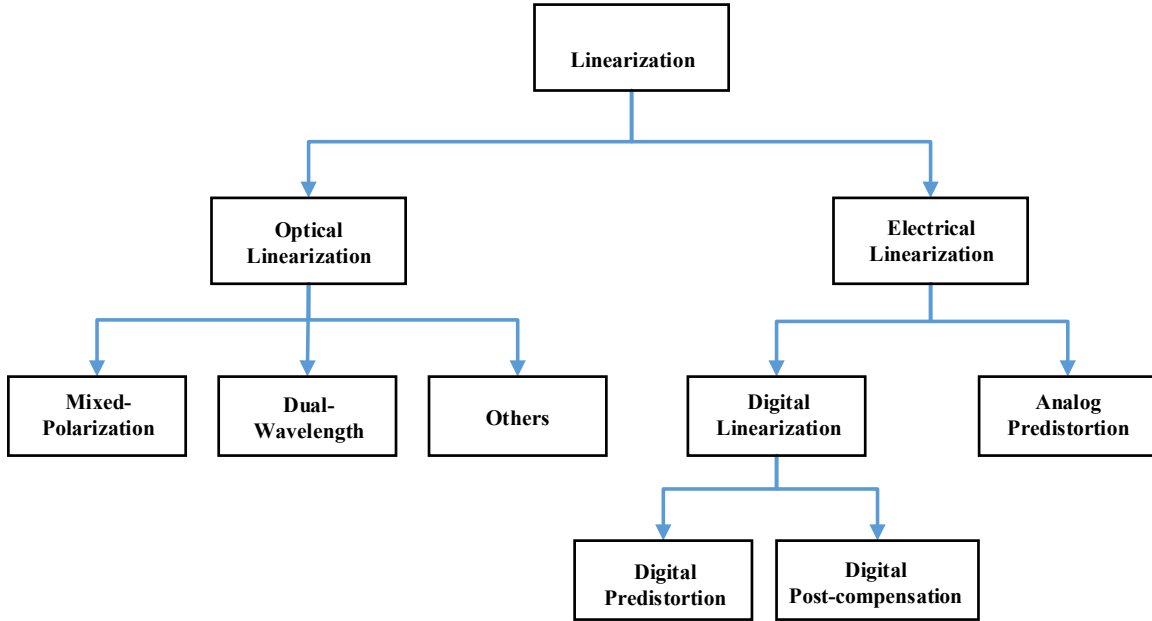 Linearization
Optical
Linearization
Electrical
Linearization
Mixed-
Polarization
Dual-
Wavelength
Others
Digital
Linearization
Analog
Predistortion
Digital
Predistortion
Digital
Post-compensation